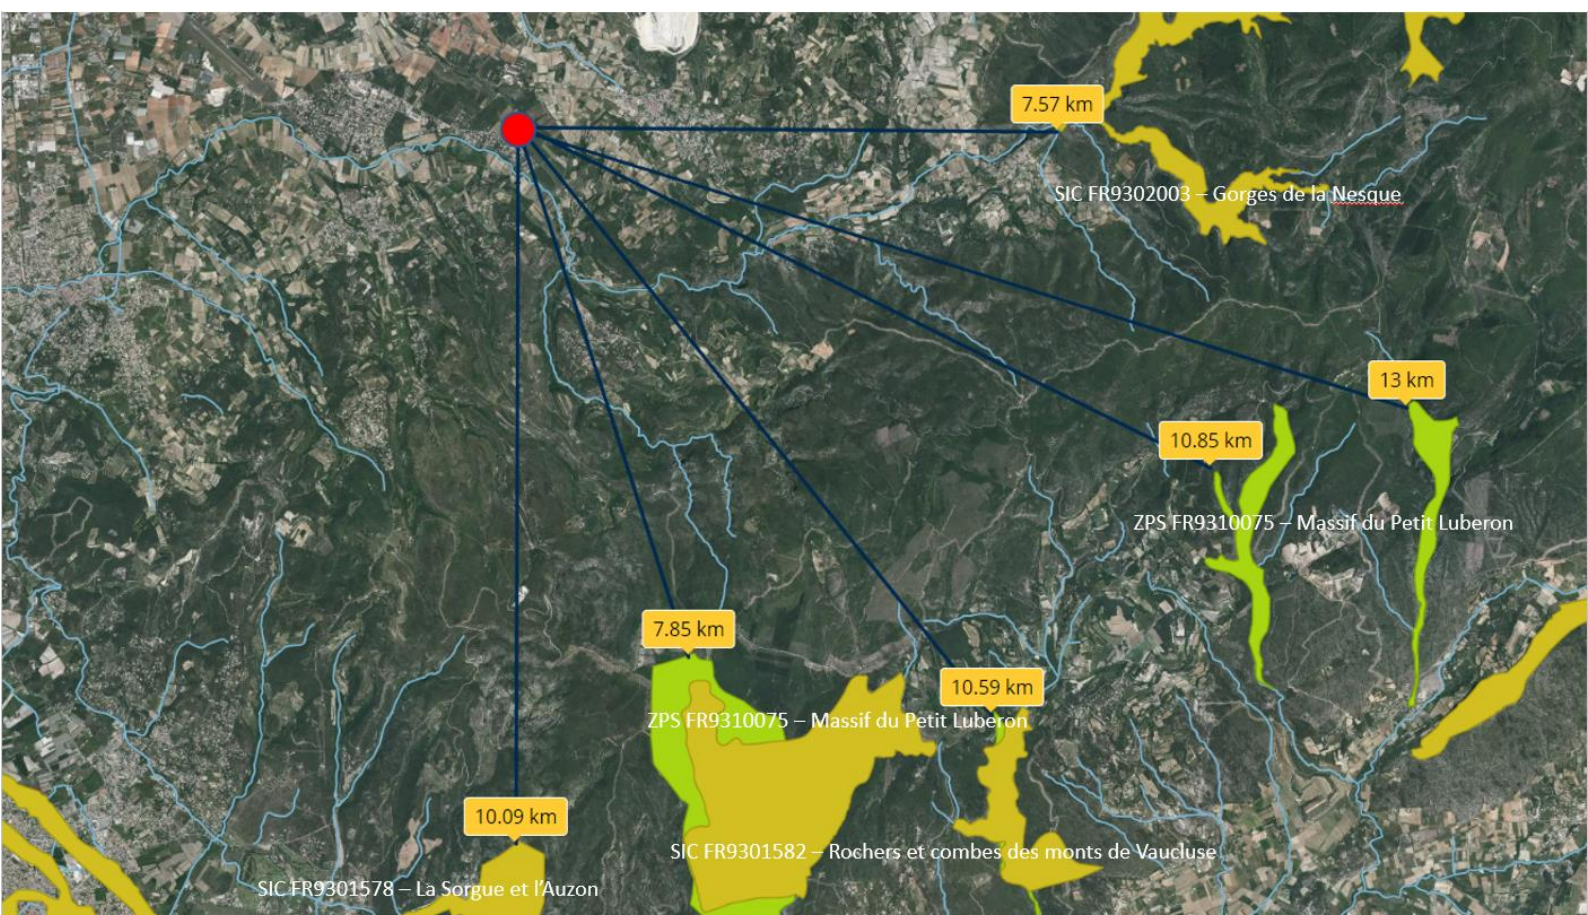 7.57 km
SIC FR9302003 – Gorges de la Nesque
13 km
10.85 km
ZPS FR9310075 – Massif du Petit Luberon
7.85 km
10.59 km
ZPS FR9310075 – Massif du Petit Luberon
10.09 km
SIC FR9301582 – Rochers et combes des monts de Vaucluse
SIC FR9301578 – La Sorgue et l'Auzon